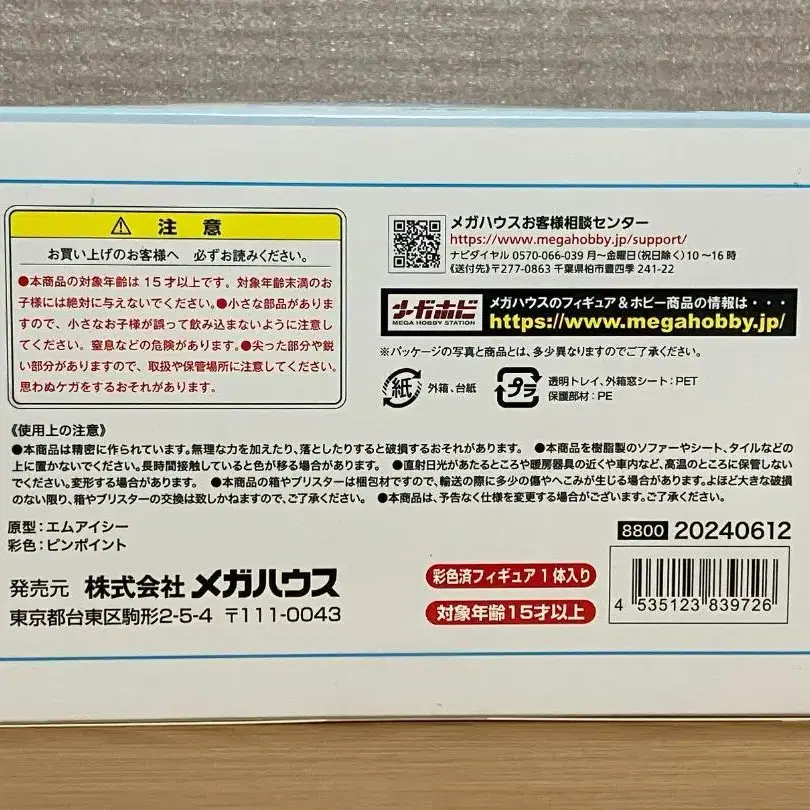 ⚠ 注意
お買い上げのお客様へ 必ずお読みください。
●本商品の対象年齢は15才以上です。対象年齢未満のお
子様には絶対に与えないでください。●小さな部品がありま
すので、小さなお子様が誤って飲み込まないように注意し
てください。窒息などの危険があります。●尖った部分や鋭
い部分がありますので、取扱や保管場所に注意してください。
思わぬケガをするおそれがあります。
メガハウスお客様相談センター
https://www.megahobby.jp/support/
ナビダイヤル 0570-066-039 月~金曜日(祝日除く)10~16時
《送付先》〒277-0863 千葉県柏市豊四季 241-22
メガホビ
MEGA HOBBY STATION
メガハウスのフィギュア&ホビー商品の情報は・・・
https://www.megahobby.jp/
※パッケージの写真と商品とは、多少異なりますのでご了承ください。
紙 外箱、台紙
プラ 透明トレイ、外箱窓シート:PET
保護部材:PE
《使用上の注意》
●本商品は精密に作られています。無理な力を加えたり、落としたりすると破損するおそれがあります。 ●本商品を樹脂製のソファーやシート、タイルなどの
上に置かないでください。長時間接触していると色が移る場合があります。 ●直射日光があたるところや暖房器具の近くや車内など、高温のところに保管しない
でください。変形する場合があります。 ●本商品の箱やブリスターは梱包材ですので、輸送の際に多少の傷やへこみが生じる場合があります。よほど大きな破損
のない限り、箱やブリスターの交換は致しかねますので、ご了承ください。 ●本商品は、予告なく仕様を変更する場合がございます。ご了承ください。
原型:エムアイシー
彩色:ピンポイント
発売元 株式会社メガハウス
東京都台東区駒形2-5-4 〒111-0043
8800 20240612
彩色済フィギュア1体入り
対象年齢15才以上
4 535123 839726